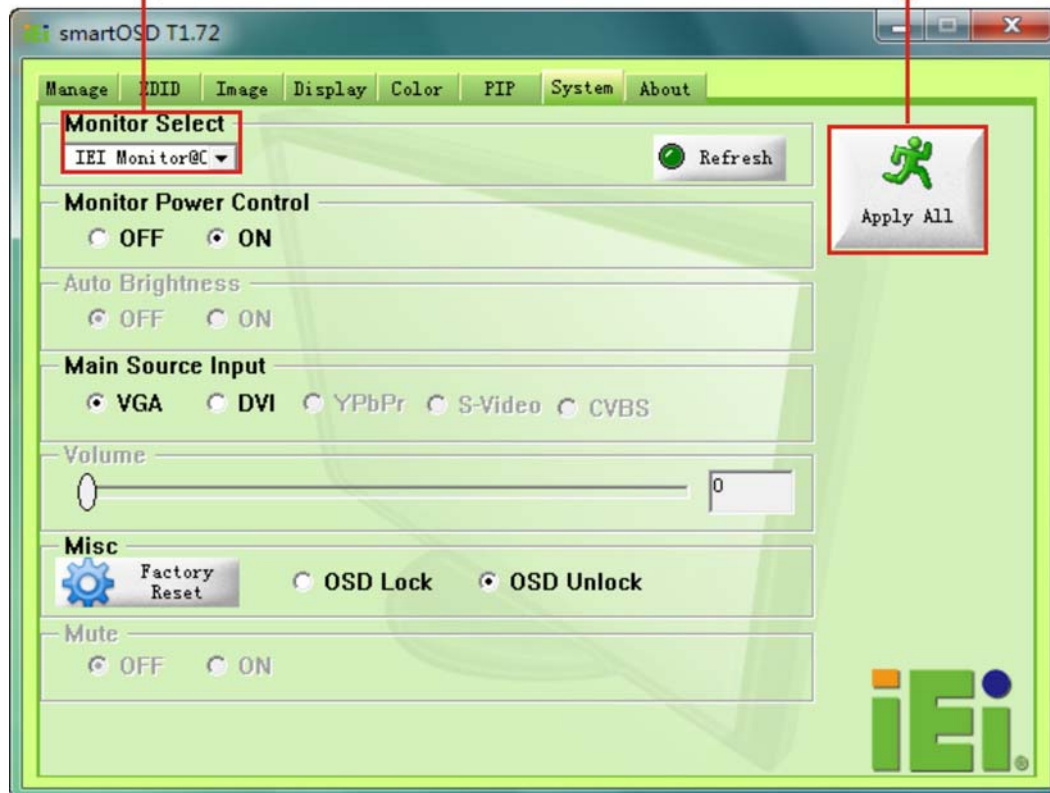 smartOSD T1.72
Manage EDID Image Display Color PIP System About
Monitor Select
IEI Monitor@C
Refresh
Apply All
Monitor Power Control
OFF ON
Auto Brightness
OFF ON
Main Source Input
VGA DVI YPbPr S-Video CVBS
Volume
0
Misc
Factory
Reset
OSD Lock OSD Unlock
Mute
OFF ON
iEi®